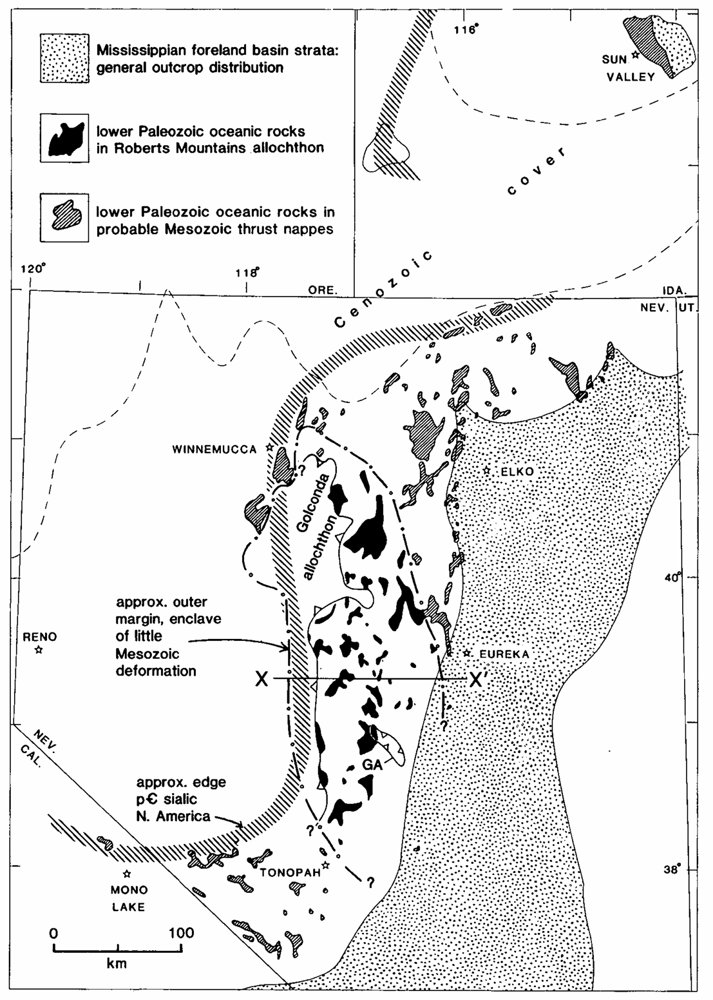 Mississippian foreland basin strata:
general outcrop distribution
lower Paleozoic oceanic rocks
in Roberts Mountains allochthon
lower Paleozoic oceanic rocks in
probable Mesozoic thrust nappes
116°
SUN
VALLEY
Cenozoic cover
120°
118°
ORE.
IDA.
NEV.
UT.
WINNEMUCCA
?
ELKO
Golconda
allochthon
40°
approx. outer
margin, enclave
of little
Mesozoic
deformation
RENO
EUREKA
X
X'
?
NEV.
CAL.
GA
approx. edge
p€ sialic
N. America
?
TONOPAH
?
38°
MONO
LAKE
0
100
km